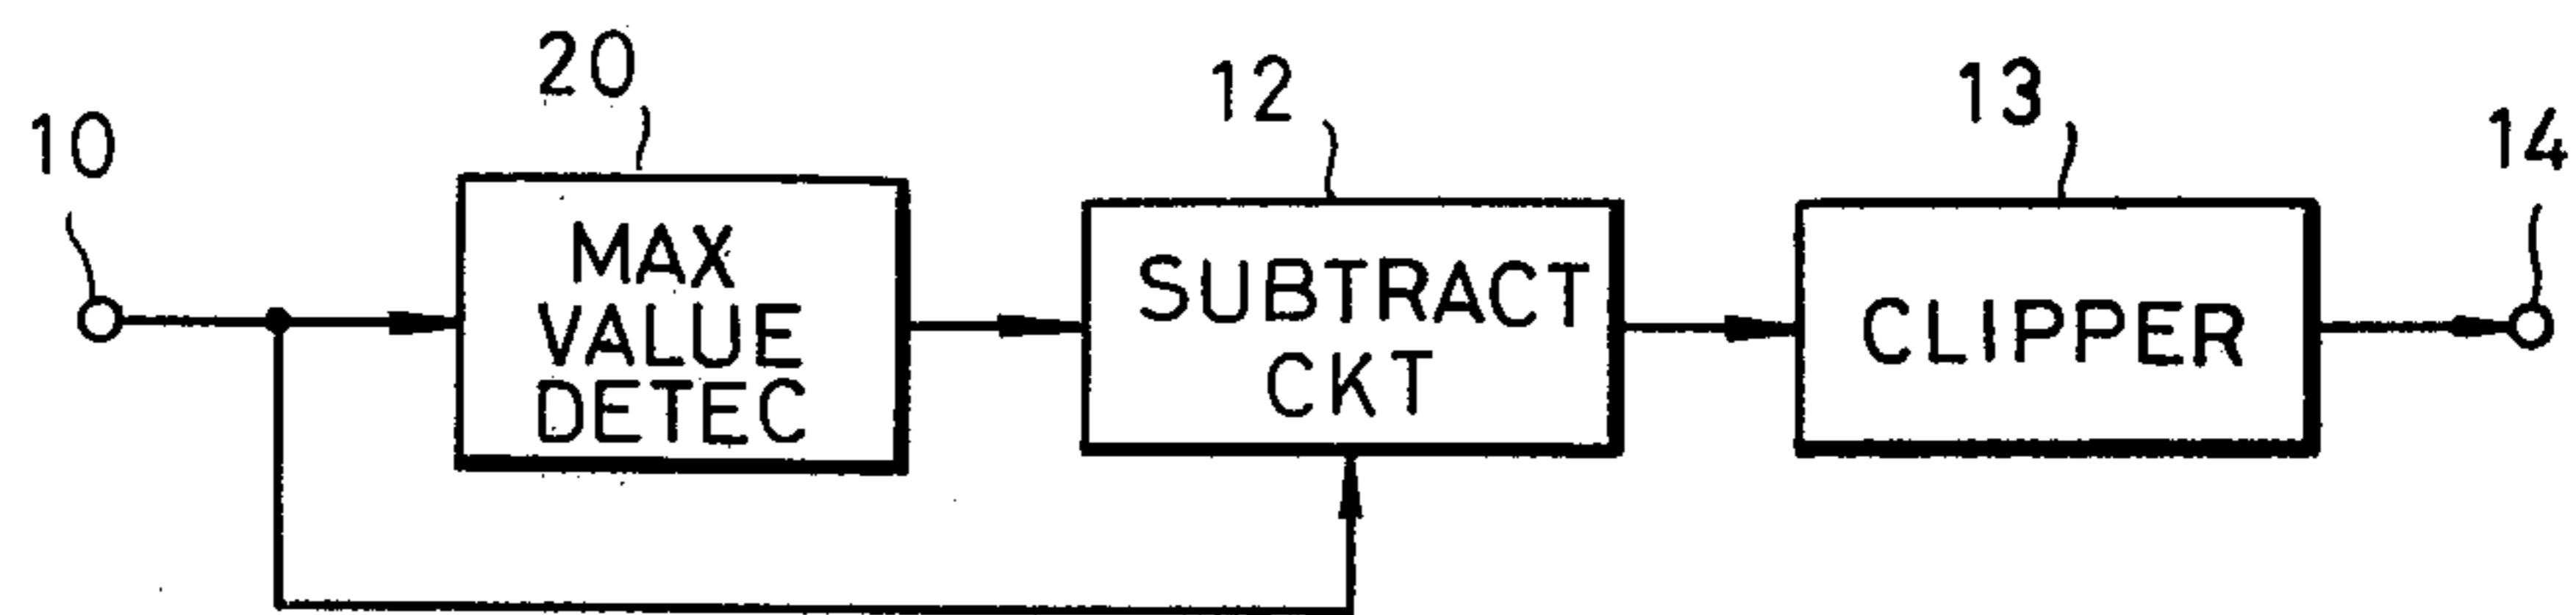 10
20
MAX
VALUE
DETEC
12
SUBTRACT
CKT
13
CLIPPER
14